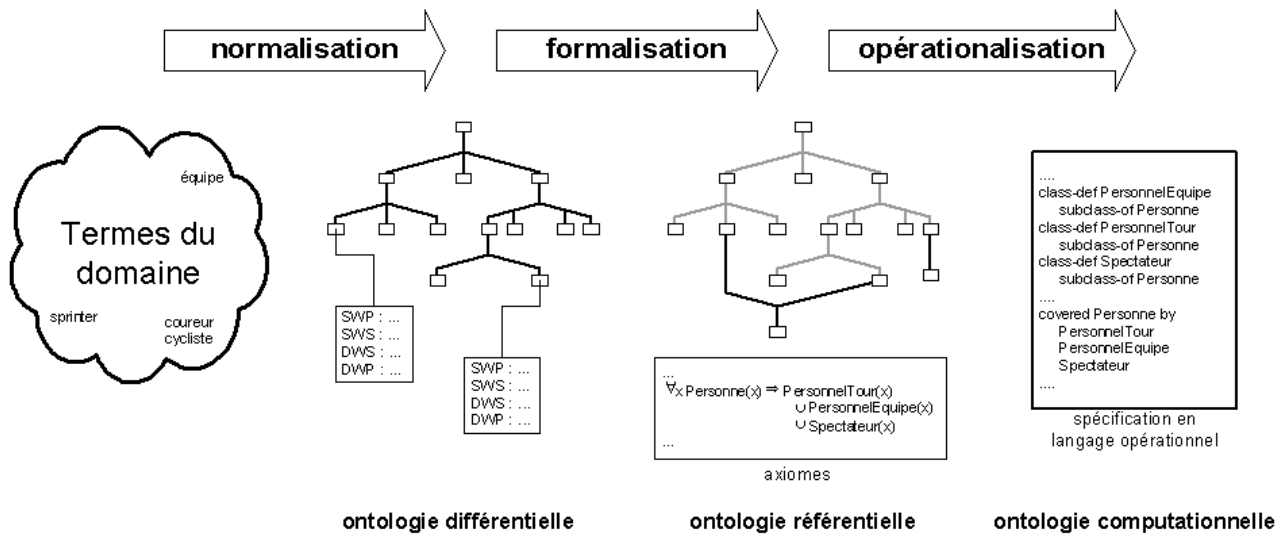 normalisation
formalisation
opérationalisation
équipe
Termes du
domaine
sprinter
coureur
cycliste
SWP : ...
SWS : ...
DWS : ...
DWP : ...
SWP : ...
SWS : ...
DWS : ...
DWP : ...
...
∀x Personne(x) ⇒ PersonnelTour(x)
∪ PersonnelEquipe(x)
∪ Spectateur(x)
...
axiomes
....
class-def PersonnelEquipe
subclass-of Personne
class-def PersonnelTour
subclass-of Personne
class-def Spectateur
subclass-of Personne
....
covered Personne by
PersonnelTour
PersonnelEquipe
Spectateur
....
spécification en
langage opérationnel
ontologie différentielle
ontologie référentielle
ontologie computationnelle